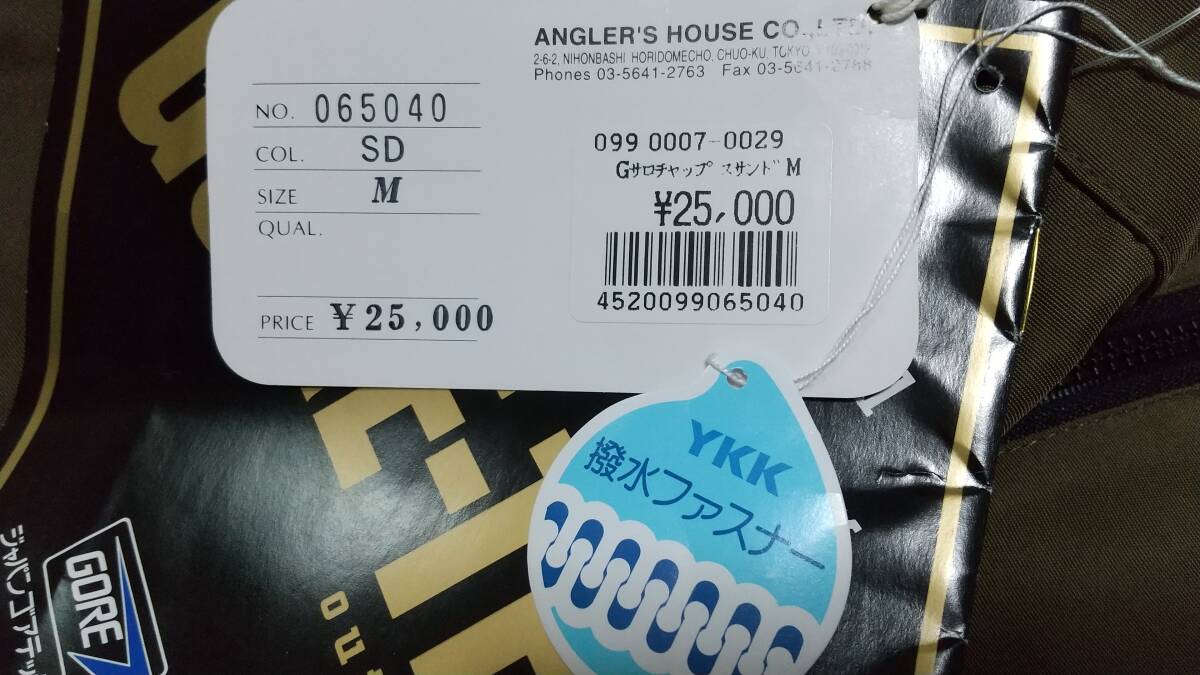 ANGLER'S HOUSE CO.,LTD.
2-6-2, NIHONBASHI HORIDOMECHO, CHUO-KU, TOKYO,
Phones 03-5641-2763 Fax 03-5641-2788
NO. 065040
COL. SD
SIZE M
QUAL.
PRICE ¥25,000
099 0007-0029
Gサロチャップ スサンド M
¥25,000
4520099065040
YKK
撥水ファスナー
GORE